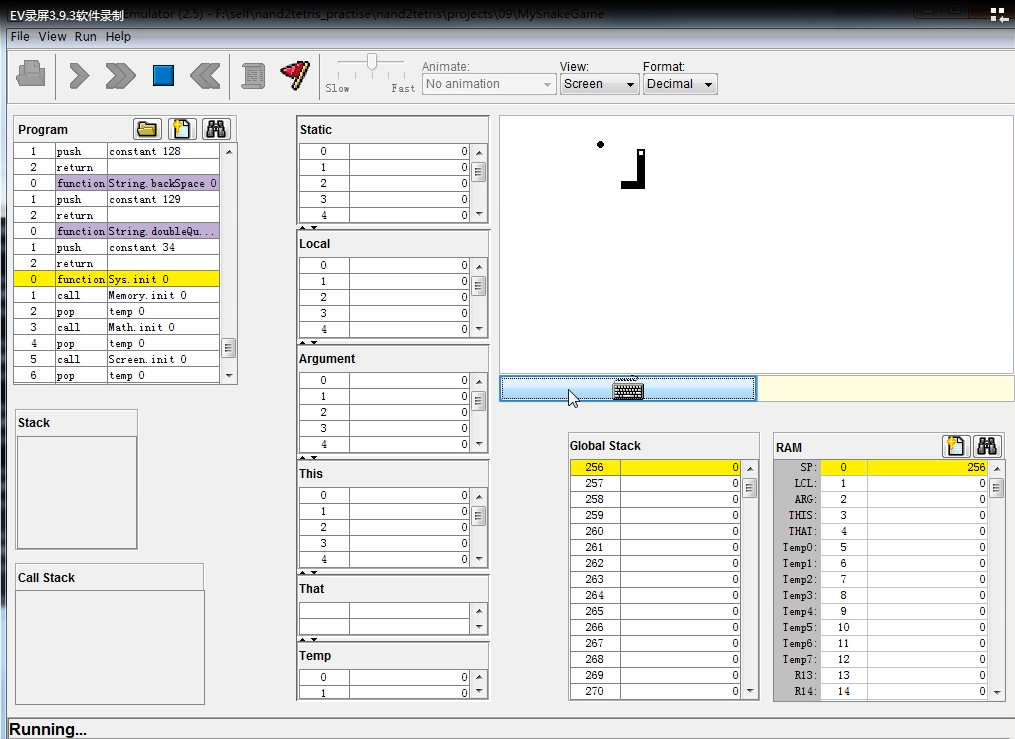 EV录屏3.9.3软件录制 Emulator (2.5) - F:\self\nand2tetris_practise\nand2tetris\projects\09\MySnakeGame
File View Run Help
Slow Fast
Animate: View: Format:
No animation Screen Decimal
Program
1 push constant 128
2 return
0 function String.backSpace 0
1 push constant 129
2 return
0 function String.doubleQu...
1 push constant 34
2 return
0 function Sys.init 0
1 call Memory.init 0
2 pop temp 0
3 call Math.init 0
4 pop temp 0
5 call Screen.init 0
6 pop temp 0
Stack
Call Stack
Static
0 0
1 0
2 0
3 0
4 0
Local
0 0
1 0
2 0
3 0
4 0
Argument
0 0
1 0
2 0
3 0
4 0
This
0 0
1 0
2 0
3 0
4 0
That
Temp
0 0
1 0
Global Stack
256 0
257 0
258 0
259 0
260 0
261 0
262 0
263 0
264 0
265 0
266 0
267 0
268 0
269 0
270 0
RAM
SP: 0 256
LCL: 1 0
ARG: 2 0
THIS: 3 0
THAT: 4 0
Temp0: 5 0
Temp1: 6 0
Temp2: 7 0
Temp3: 8 0
Temp4: 9 0
Temp5: 10 0
Temp6: 11 0
Temp7: 12 0
R13: 13 0
R14: 14 0
Running...